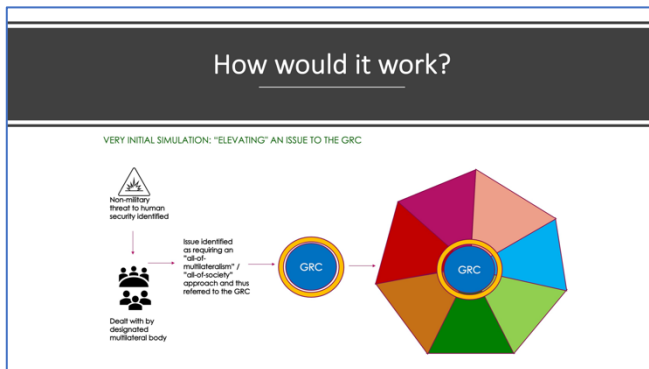 How would it work?
VERY INITIAL SIMULATION: "ELEVATING" AN ISSUE TO THE GRC
Non-military
threat to human
security identified
Dealt with by
designated
multilateral body
Issue identified
as requiring an
"all-of-
multilateralism" /
"all-of-society"
approach and thus
referred to the GRC
GRC
GRC